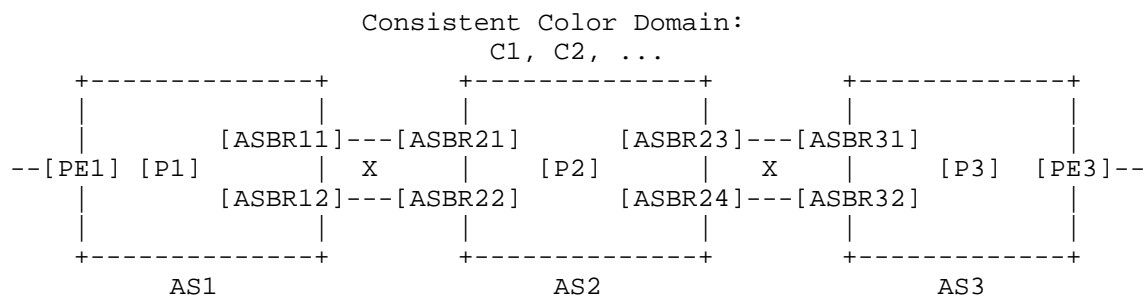 Consistent Color Domain:
C1, C2, ...
+--------------+ +--------------+ +-------------+
| | | | | |
| [ASBR11]---[ASBR21] [ASBR23]---[ASBR31] |
--[PE1] [P1] | X | [P2] | X | [P3] [PE3]--
| [ASBR12]---[ASBR22] [ASBR24]---[ASBR32] |
| | | | | |
+--------------+ +--------------+ +-------------+
AS1 AS2 AS3